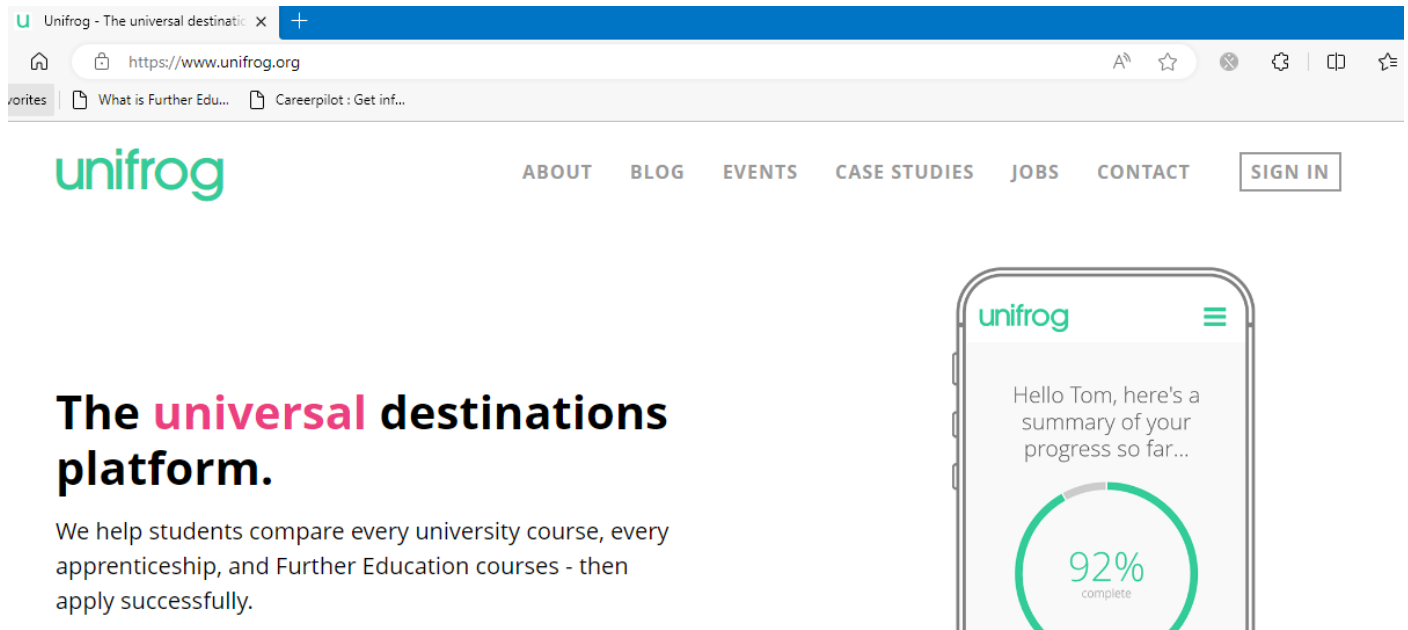 Unifrog - The universal destinatic
https://www.unifrog.org
vorites What is Further Edu... Careerpilot : Get inf...
unifrog ABOUT BLOG EVENTS CASE STUDIES JOBS CONTACT SIGN IN
The universal destinations
platform.
We help students compare every university course, every
apprenticeship, and Further Education courses - then
apply successfully.
unifrog
Hello Tom, here's a
summary of your
progress so far...
92%
complete